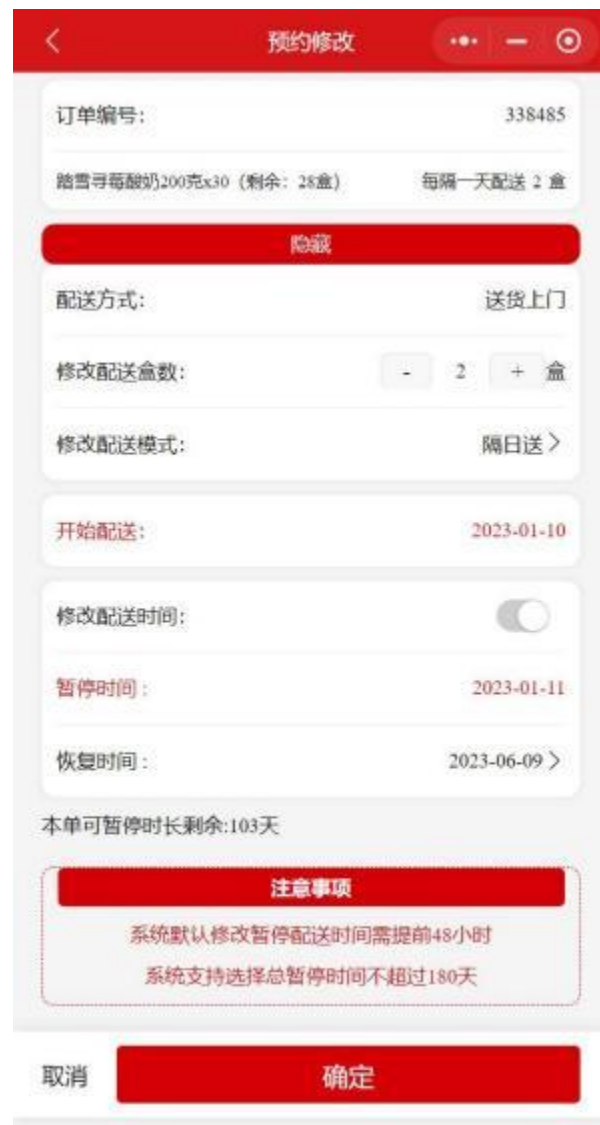 预约修改
订单编号: 338485
踏雪寻莓酸奶200克x30（剩余：28盒） 每隔一天配送 2 盒
隐藏
配送方式: 送货上门
修改配送盒数: - 2 + 盒
修改配送模式: 隔日送>
开始配送: 2023-01-10
修改配送时间:
暂停时间 : 2023-01-11
恢复时间 : 2023-06-09 >
本单可暂停时长剩余:103天
注意事项
系统默认修改暂停配送时间需提前48小时
系统支持选择总暂停时间不超过180天
取消 确定